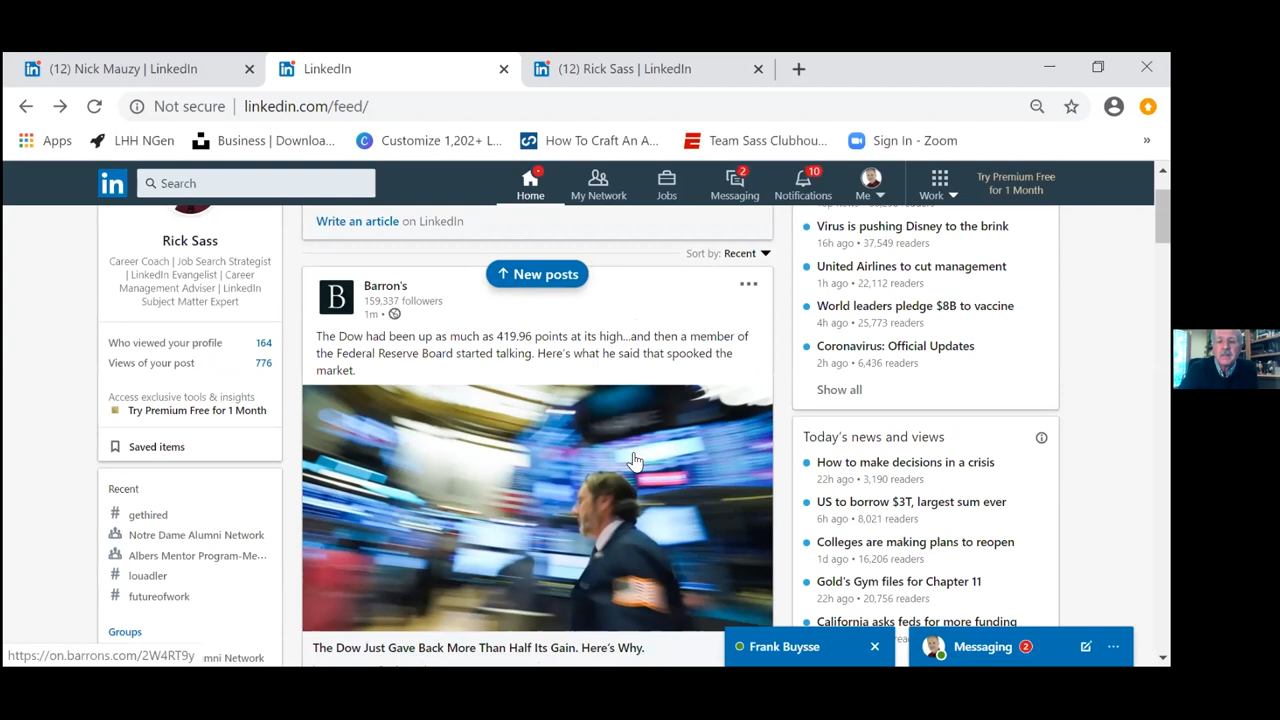 (12) Nick Mauzy | LinkedIn
LinkedIn
(12) Rick Sass | LinkedIn
Not secure | linkedin.com/feed/
Apps
LHH NGen
Business | Downloa...
Customize 1,202+ L...
How To Craft An A...
Team Sass Clubhou...
Sign In - Zoom
»
in
Search
Home
My Network
Jobs
2
Messaging
10
Notifications
Me
Work
Try Premium Free
for 1 Month
Rick Sass
Career Coach | Job Search Strategist
| LinkedIn Evangelist | Career
Management Adviser | LinkedIn
Subject Matter Expert
Who viewed your profile 164
Views of your post 776
Access exclusive tools & insights
Try Premium Free for 1 Month
Saved items
Recent
# gethired
Notre Dame Alumni Network
Albers Mentor Program-Me...
# louadler
# futureofwork
Groups
mni Network
https://on.barrons.com/2W4RT9y
Write an article on LinkedIn
Sort by: Recent
New posts
B
Barron's
159,337 followers
1m •
The Dow had been up as much as 419.96 points at its high...and then a member of
the Federal Reserve Board started talking. Here's what he said that spooked the
market.
The Dow Just Gave Back More Than Half Its Gain. Here's Why.
Virus is pushing Disney to the brink
16h ago • 37,549 readers
United Airlines to cut management
1h ago • 22,112 readers
World leaders pledge $8B to vaccine
4h ago • 25,773 readers
Coronavirus: Official Updates
2h ago • 6,436 readers
Show all
Today's news and views
How to make decisions in a crisis
22h ago • 3,190 readers
US to borrow $3T, largest sum ever
6h ago • 8,021 readers
Colleges are making plans to reopen
1d ago • 16,206 readers
Gold's Gym files for Chapter 11
22h ago • 20,756 readers
California asks feds for more funding
Frank Buysse
Messaging 2